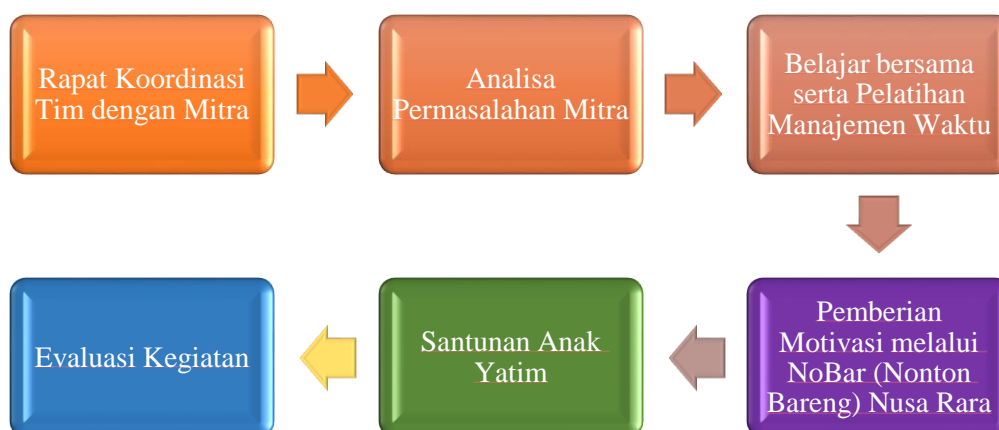 Rapat Koordinasi
Tim dengan Mitra
Analisa
Permasalahan Mitra
Belajar bersama
serta Pelatihan
Manajemen Waktu
Pemberian
Motivasi melalui
NoBar (Nonton
Bareng) Nusa Rara
Santunan Anak
Yatim
Evaluasi Kegiatan